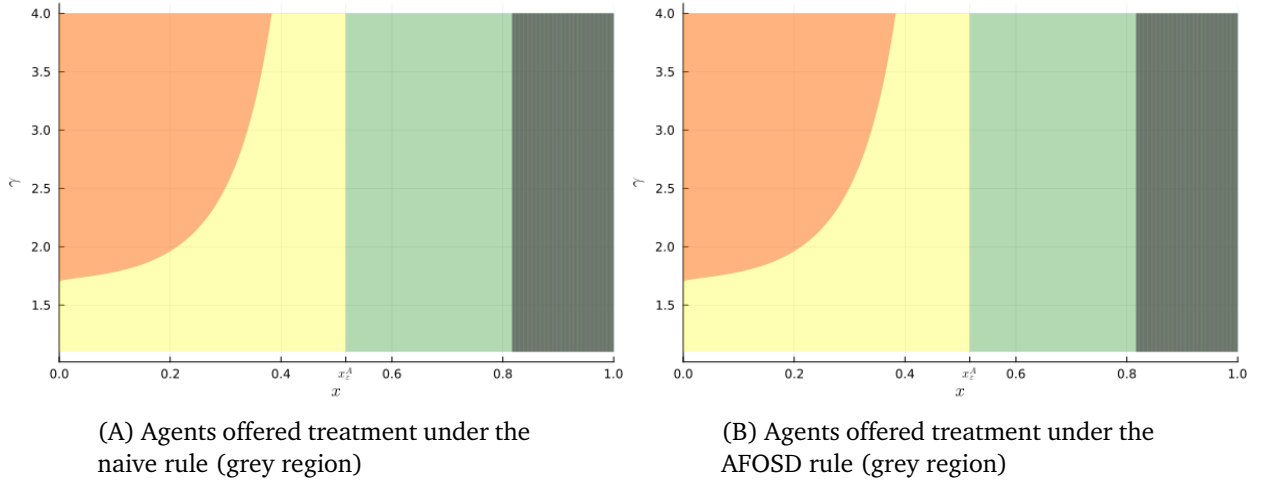 4.0
3.5
3.0
2.5
2.0
1.5
γ
0.0 0.2 0.4 x_ε^A 0.6 0.8 1.0
x
(A) Agents offered treatment under the
naive rule (grey region)
4.0
3.5
3.0
2.5
2.0
1.5
γ
0.0 0.2 0.4 x_ε^A 0.6 0.8 1.0
x
(B) Agents offered treatment under the
AFOSD rule (grey region)